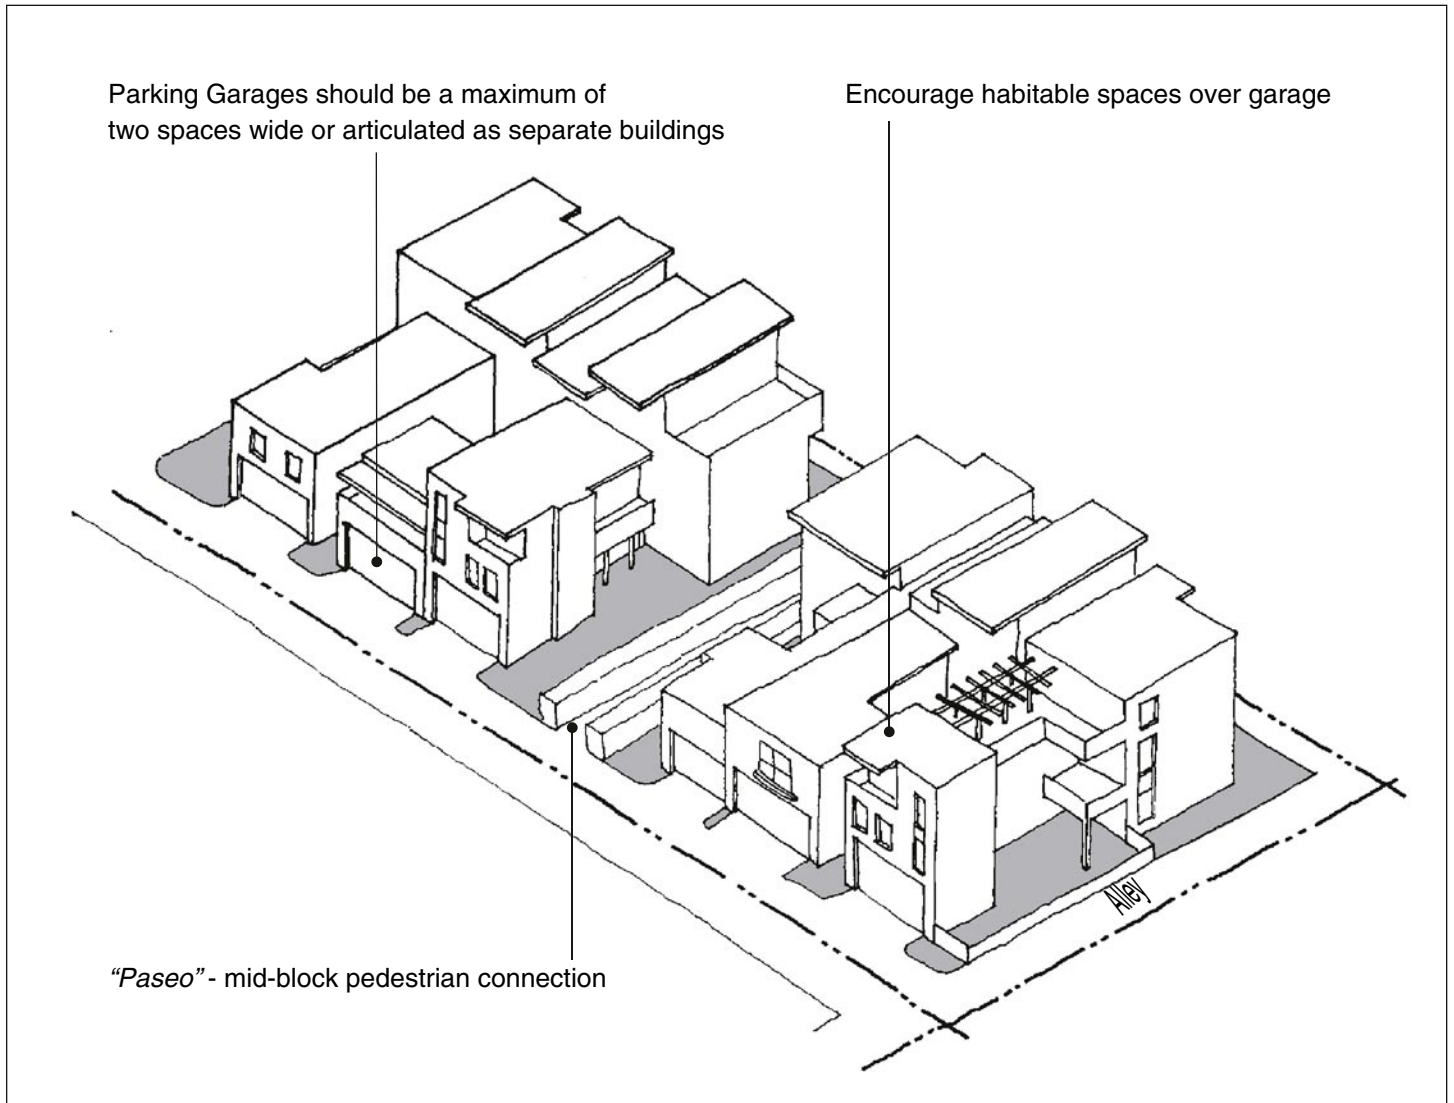 Parking Garages should be a maximum of
two spaces wide or articulated as separate buildings
Encourage habitable spaces over garage
Alley
“Paseo” - mid-block pedestrian connection